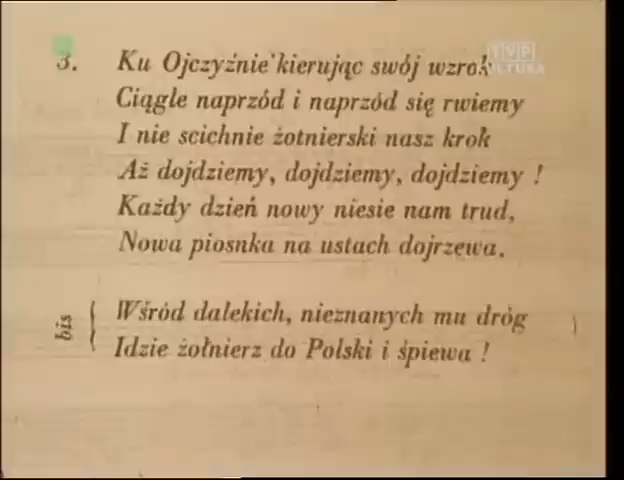 TVP
KULTURA
3. Ku Ojczyźnie kierując swój wzrok
Ciągle naprzód i naprzód się rwiemy
I nie scichnie żotnierski nasz krok
Aż dojdziemy, dojdziemy, dojdziemy !
Każdy dzień nowy niesie nam trud,
Nowa piosnka na ustach dojrzewa.
bis
Wśród dalekich, nieznanych mu dróg
Idzie żołnierz do Polski i śpiewa !